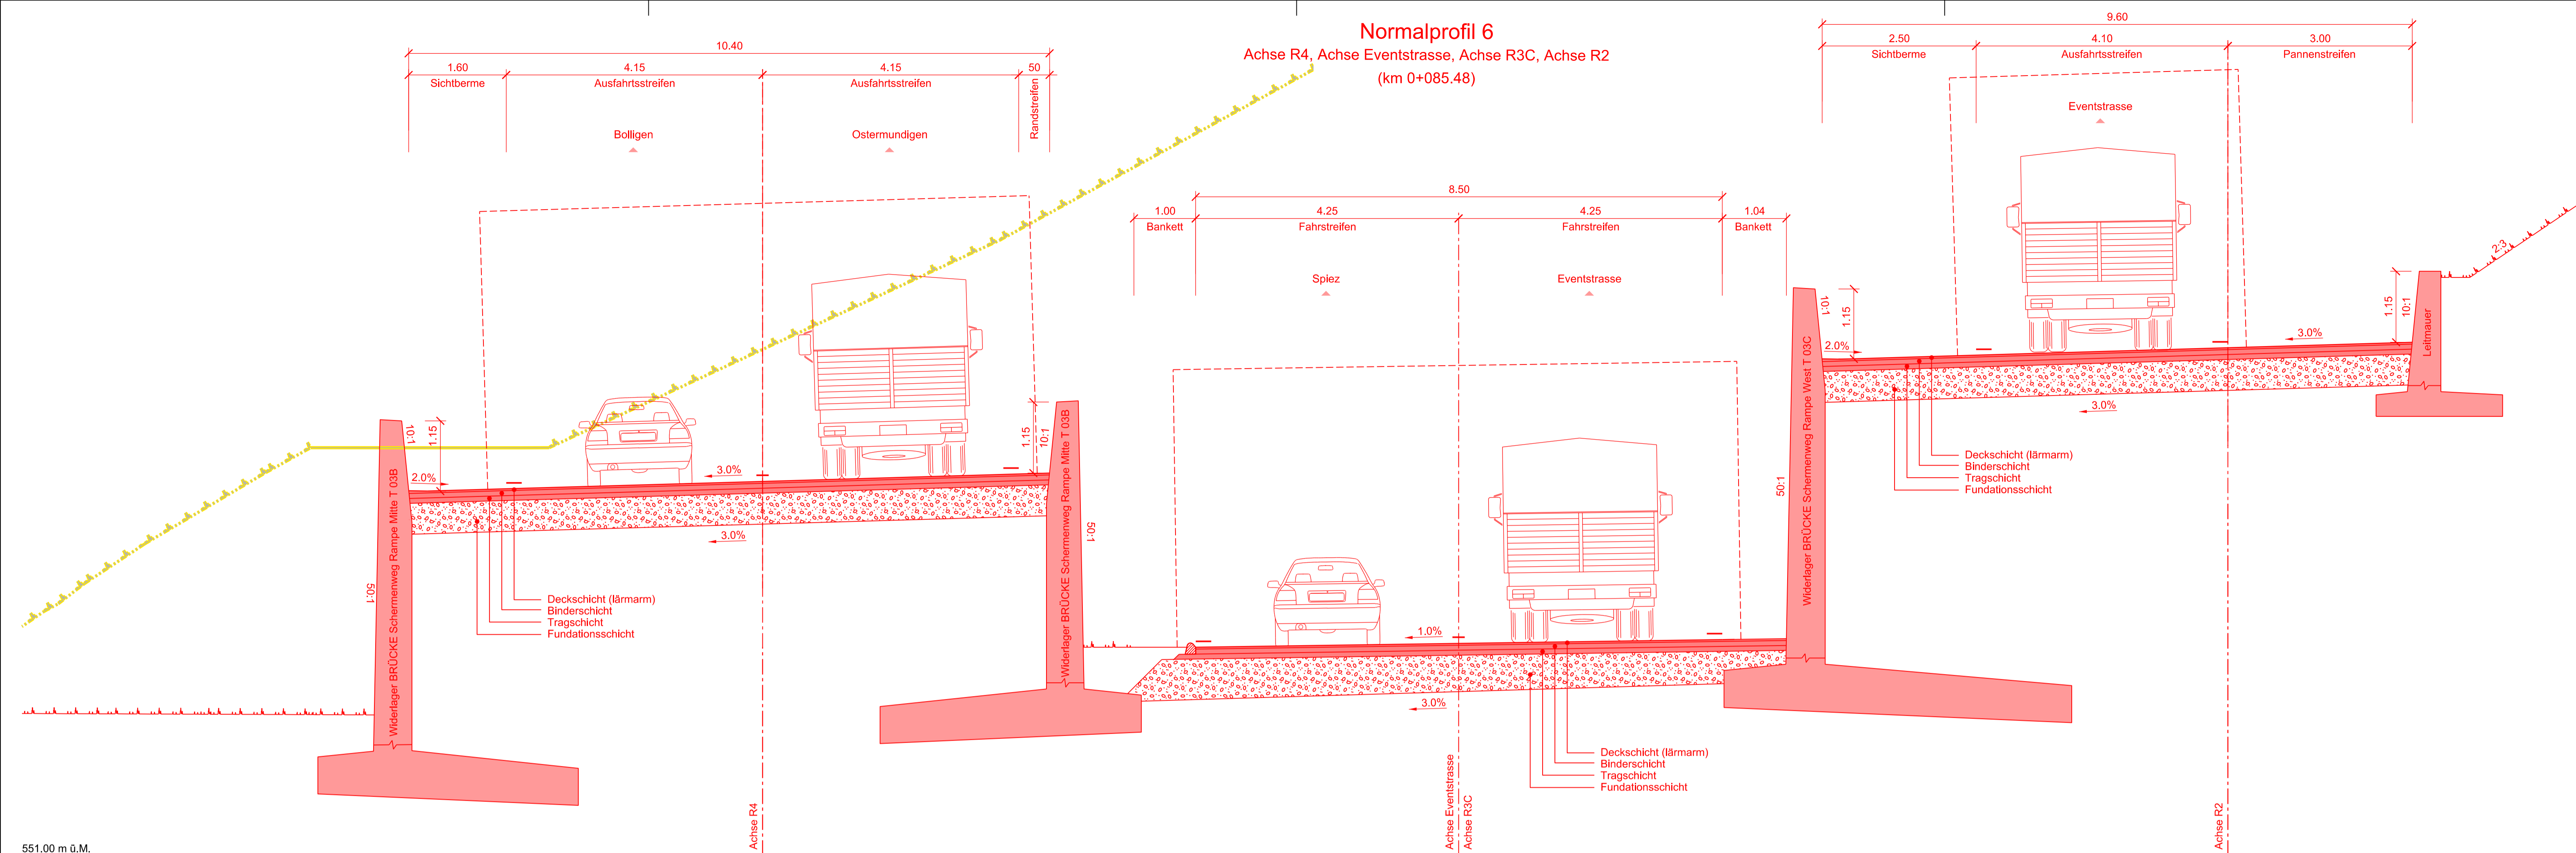 Normalprofil 6
Achse R4, Achse Eventstrasse, Achse R3C, Achse R2
(km 0+085.48)
10.40
1.60
4.15
4.15
50
Sichtberme
Ausfahrtsstreifen
Ausfahrtsstreifen
Randstreifen
Bolligen
Ostermundigen
10:1
1.15
2.0%
3.0%
1.15
10:1
3.0%
50:1
50:1
Widerlager BRÜCKE Schermenweg Rampe Mitte T 03B
Widerlager BRÜCKE Schermenweg Rampe Mitte T 03B
Deckschicht (lärmarm)
Binderschicht
Tragschicht
Fundationsschicht
Achse R4
8.50
1.00
4.25
4.25
1.04
Bankett
Fahrstreifen
Fahrstreifen
Bankett
Spiez
Eventstrasse
1.0%
3.0%
Deckschicht (lärmarm)
Binderschicht
Tragschicht
Fundationsschicht
Achse Eventstrasse
Achse R3C
9.60
2.50
4.10
3.00
Sichtberme
Ausfahrtsstreifen
Pannenstreifen
Eventstrasse
10:1
1.15
2.0%
3.0%
1.15
10:1
Leitmauer
2:3
3.0%
50:1
Widerlager BRÜCKE Schermenweg Rampe West T 03C
Deckschicht (lärmarm)
Binderschicht
Tragschicht
Fundationsschicht
Achse R2
551.00 m ü.M.